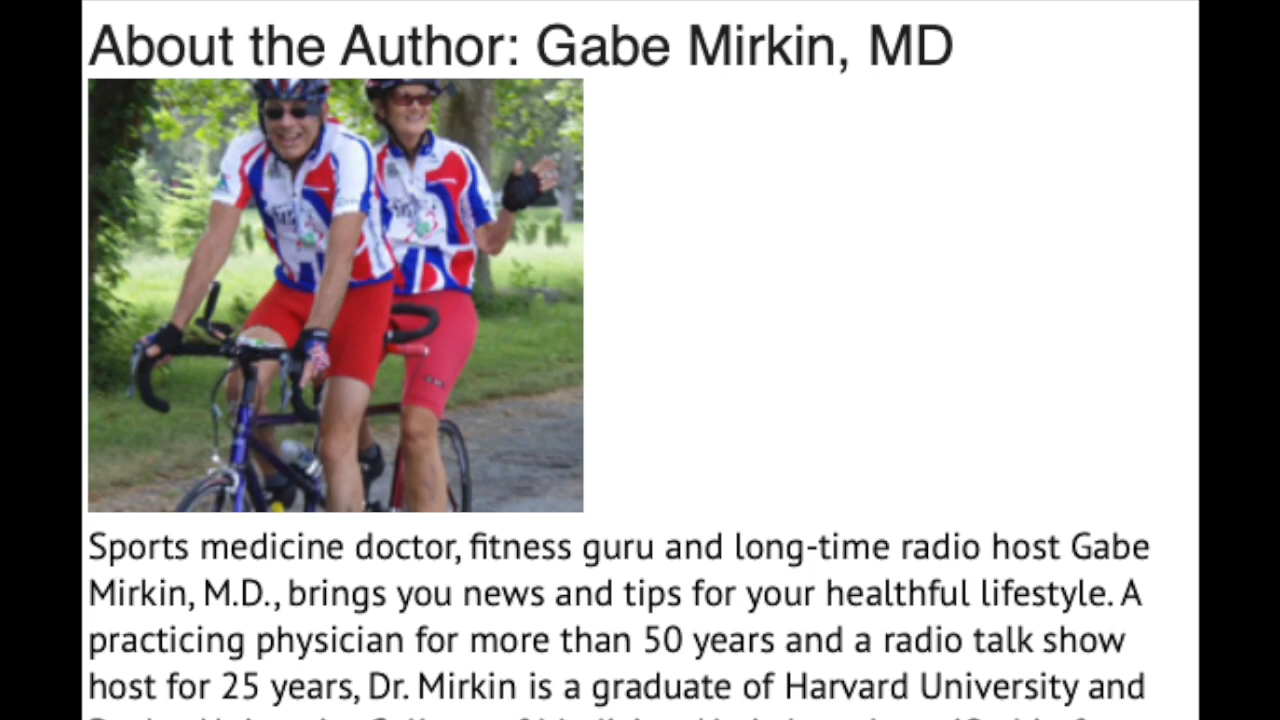 About the Author: Gabe Mirkin, MD
Sports medicine doctor, fitness guru and long-time radio host Gabe
Mirkin, M.D., brings you news and tips for your healthful lifestyle. A
practicing physician for more than 50 years and a radio talk show
host for 25 years, Dr. Mirkin is a graduate of Harvard University and